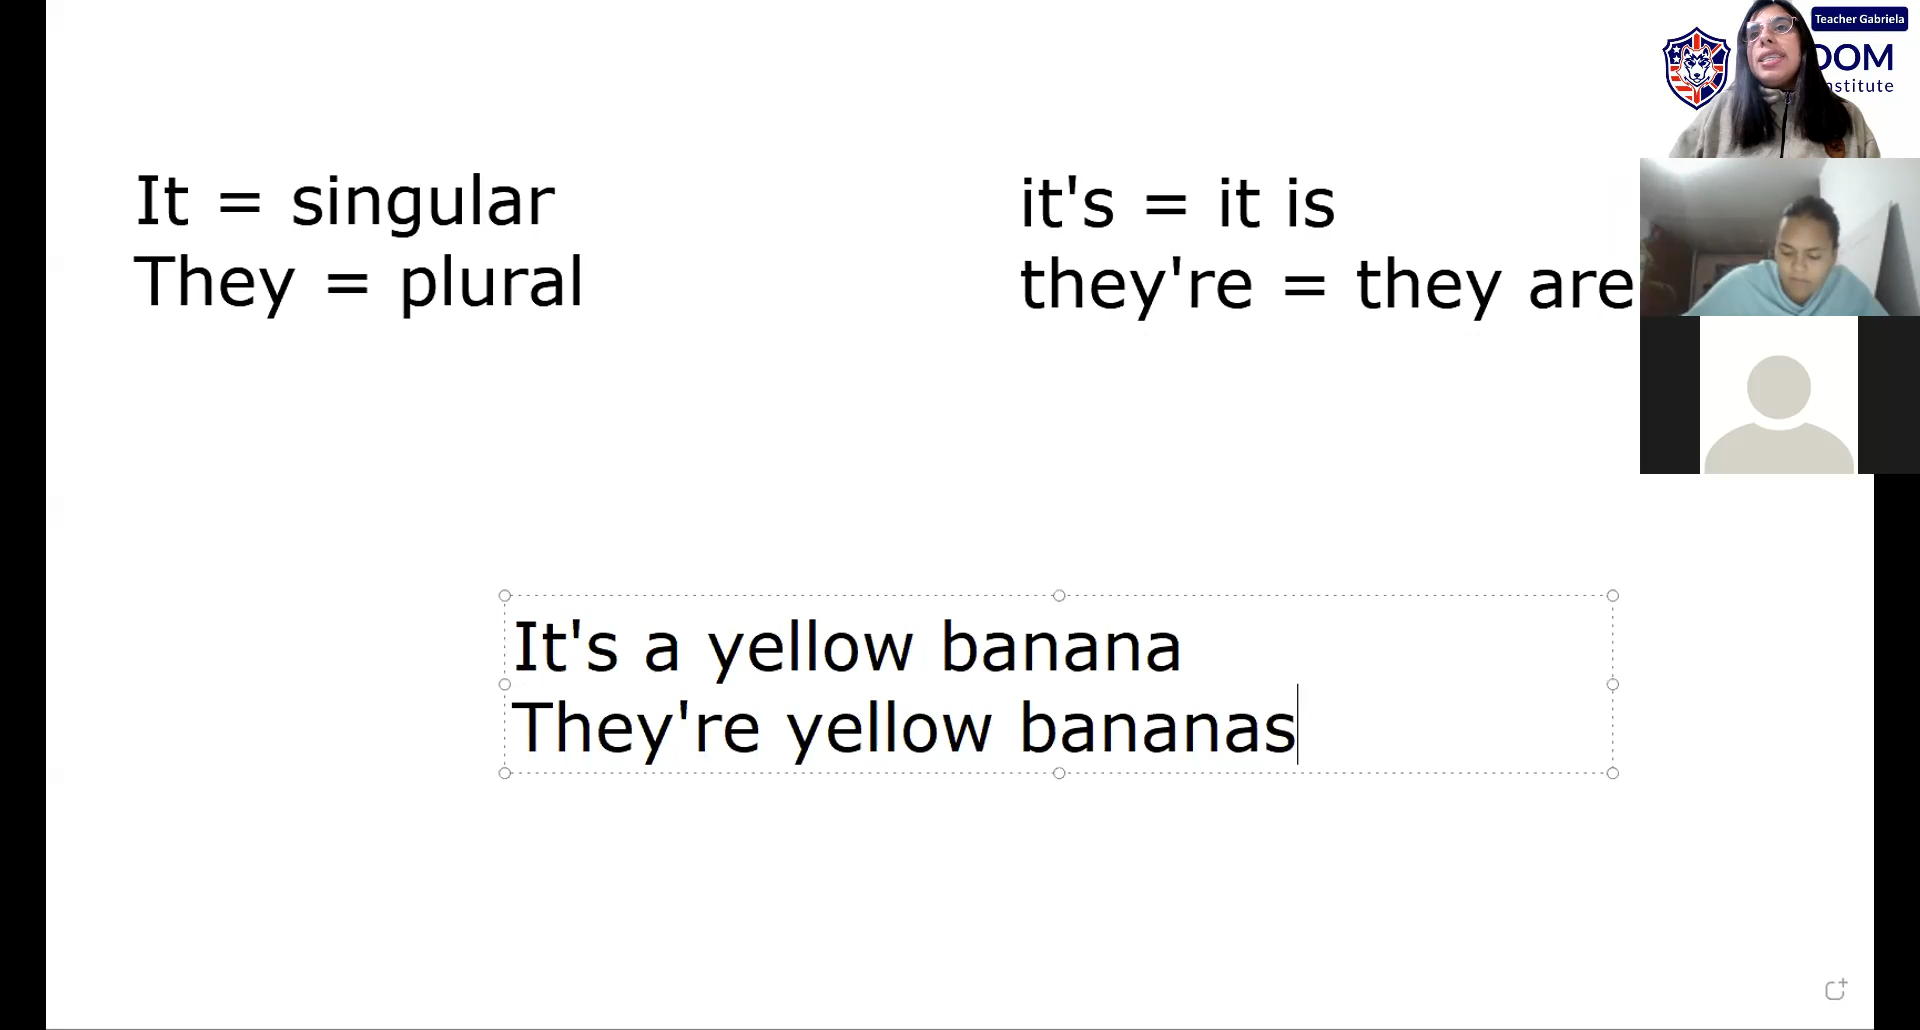 Teacher Gabriela
OOM
nstitute
It = singular
They = plural
it's = it is
they're = they are
It's a yellow banana
They're yellow bananas